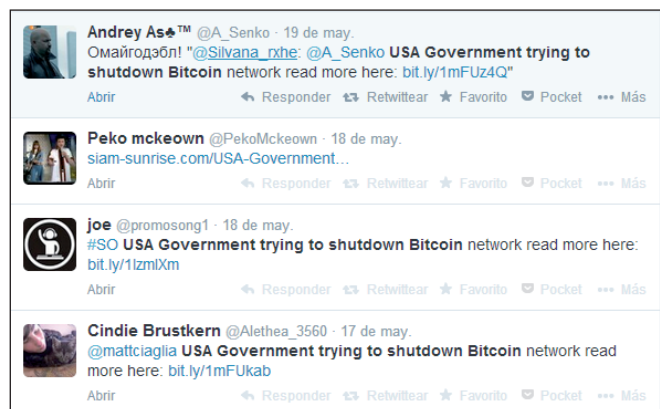 Andrey As♣™ @A_Senko · 19 de may.
Омайгодэбл! "@Silvana_rxhe: @A_Senko USA Government trying to
shutdown Bitcoin network read more here: bit.ly/1mFUz4Q"
Abrir Responder Retwittear Favorito Pocket ••• Más
Peko mckeown @PekoMckeown · 18 de may.
siam-sunrise.com/USA-Government…
Abrir Responder Retwittear Favorito Pocket ••• Más
joe @promosong1 · 18 de may.
#SO USA Government trying to shutdown Bitcoin network read more here:
bit.ly/1lzmlXm
Abrir Responder Retwittear Favorito Pocket ••• Más
Cindie Brustkern @Alethea_3560 · 17 de may.
@mattciaglia USA Government trying to shutdown Bitcoin network read
more here: bit.ly/1mFUkab
Abrir Responder Retwittear Favorito Pocket ••• Más